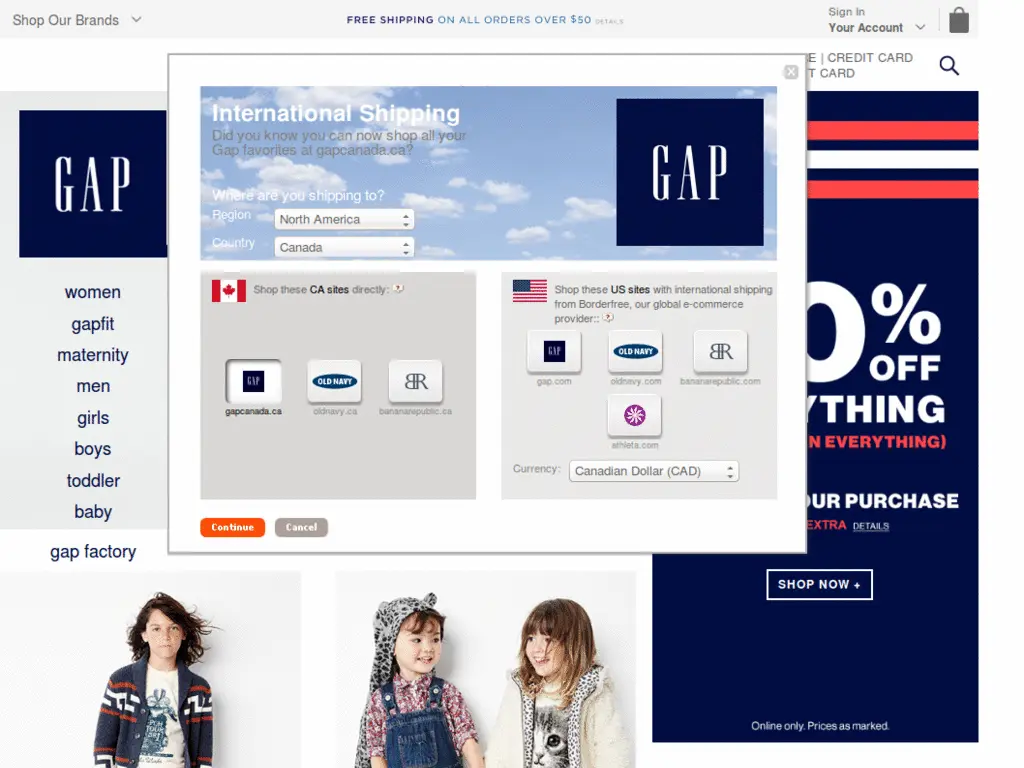 Shop Our Brands
FREE SHIPPING ON ALL ORDERS OVER $50 DETAILS
Sign In
Your Account
E | CREDIT CARD
T CARD
GAP
women
gapfit
maternity
men
girls
boys
toddler
baby
gap factory
International Shipping
Did you know you can now shop all your
Gap favorites at gapcanada.ca?
Where are you shipping to?
Region North America
Country Canada
GAP
Shop these CA sites directly: ?
GAP
OLD NAVY
BR
gapcanada.ca
oldnavy.ca
bananarepublic.ca
Shop these US sites with international shipping
from Borderfree, our global e-commerce
provider:: ?
GAP
OLD NAVY
BR
gap.com
oldnavy.com
bananarepublic.com
athleta.com
Currency: Canadian Dollar (CAD)
Continue
Cancel
0%
OFF
YTHING
N EVERYTHING)
OUR PURCHASE
EXTRA DETAILS
SHOP NOW +
Online only. Prices as marked.